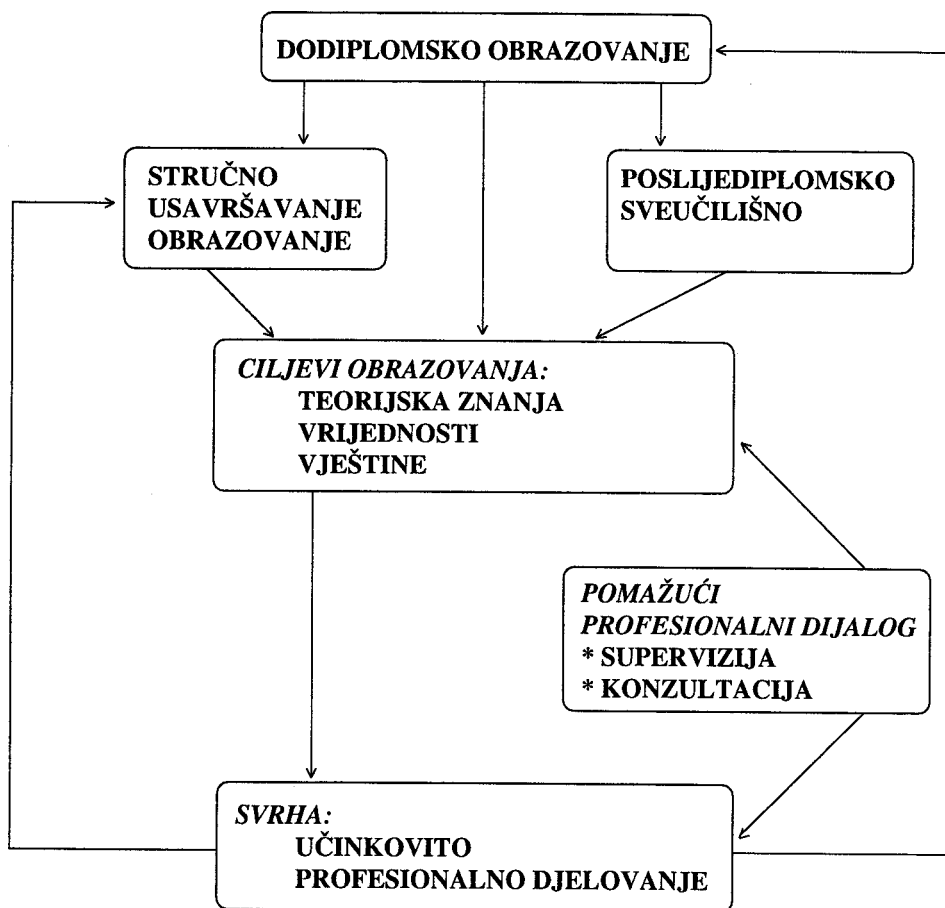 DODIPLOMSKO OBRAZOVANJE
STRUČNO
USAVRŠAVANJE
OBRAZOVANJE
POSLIJEDIPLOMSKO
SVEUČILIŠNO
CILJEVI OBRAZOVANJA:
TEORIJSKA ZNANJA
VRIJEDNOSTI
VJEŠTINE
POMAŽUĆI
PROFESIONALNI DIJALOG
* SUPERVIZIJA
* KONZULTACIJA
SVRHA:
UČINKOVITO
PROFESIONALNO DJELOVANJE